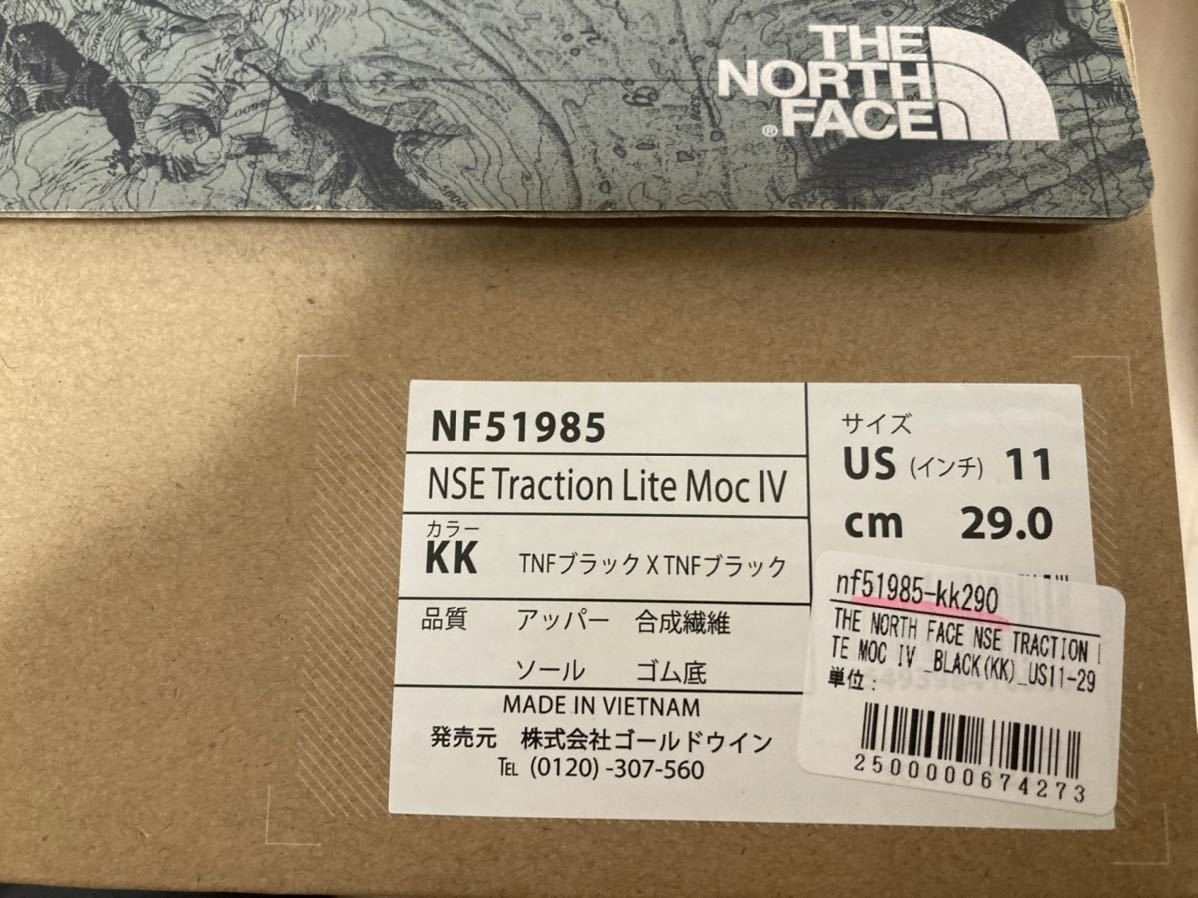 THE
NORTH
FACE
®
NF51985
NSE Traction Lite Moc IV
カラー
KK TNFブラック X TNFブラック
品質 アッパー 合成繊維
ソール ゴム底
MADE IN VIETNAM
発売元 株式会社ゴールドウイン
TEL (0120) -307-560
サイズ
US (インチ) 11
cm 29.0
nf51985-kk290
THE NORTH FACE NSE TRACTION
TE MOC IV _BLACK(KK)_US11-29
単位:
2500000674273